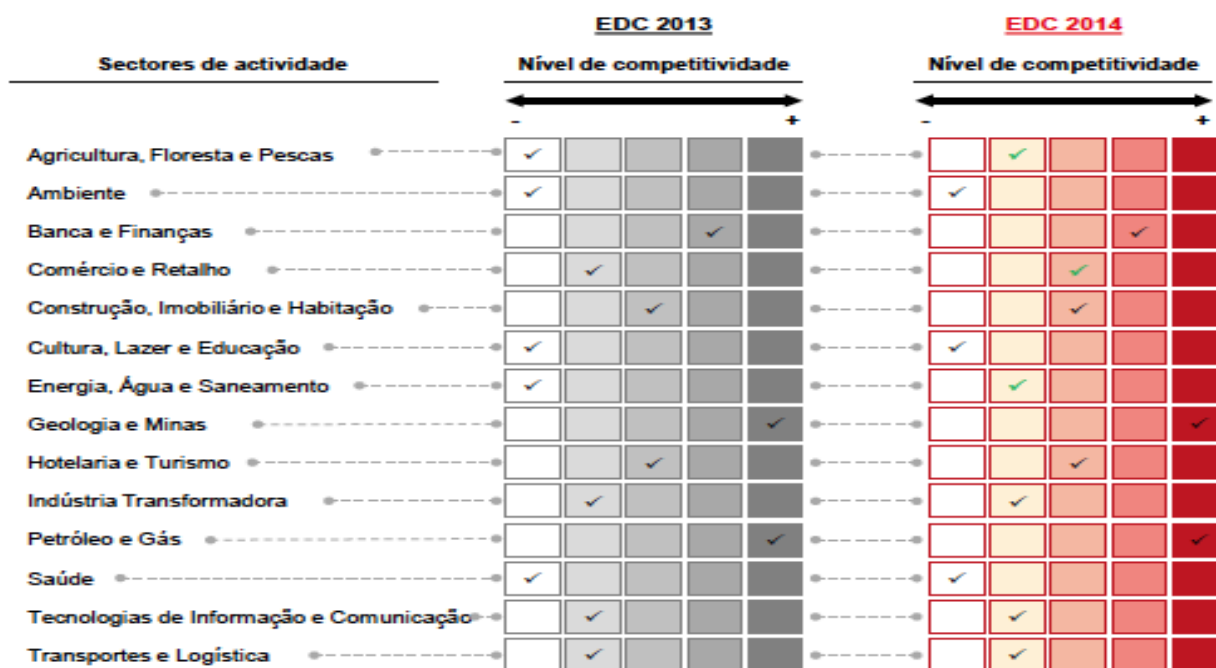 EDC 2013 EDC 2014
Sectores de actividade Nível de competitividade Nível de competitividade
- + - +
Agricultura, Floresta e Pescas
Ambiente
Banca e Finanças
Comércio e Retalho
Construção, Imobiliário e Habitação
Cultura, Lazer e Educação
Energia, Água e Saneamento
Geologia e Minas
Hotelaria e Turismo
Indústria Transformadora
Petróleo e Gás
Saúde
Tecnologias de Informação e Comunicação
Transportes e Logística